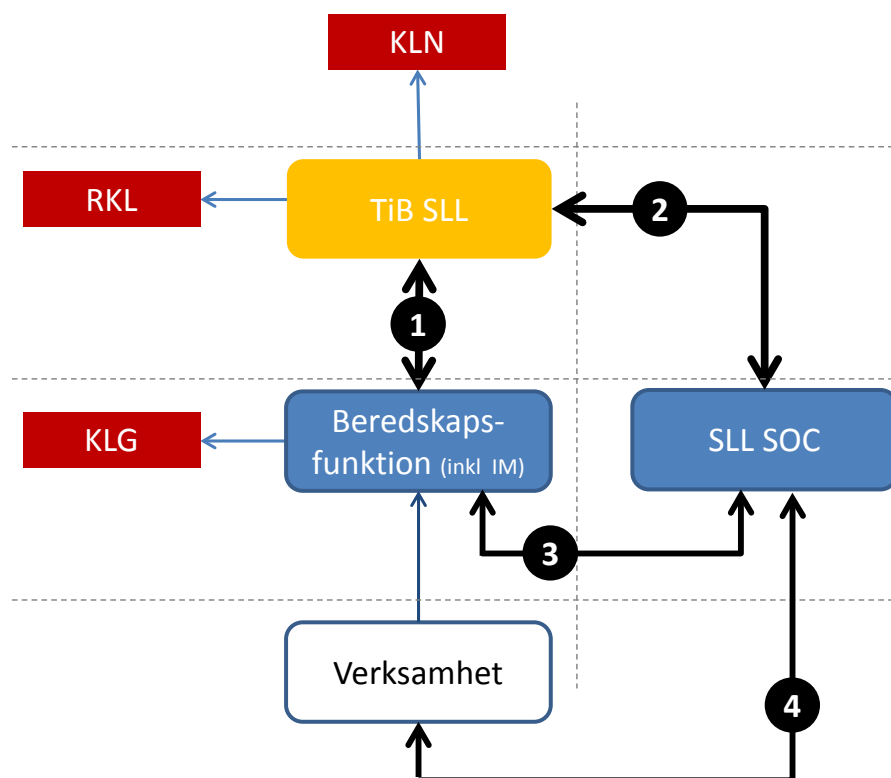 KLN
RKL
TiB SLL
2
1
KLG
Beredskaps-
funktion (inkl IM)
SLL SOC
3
Verksamhet
4